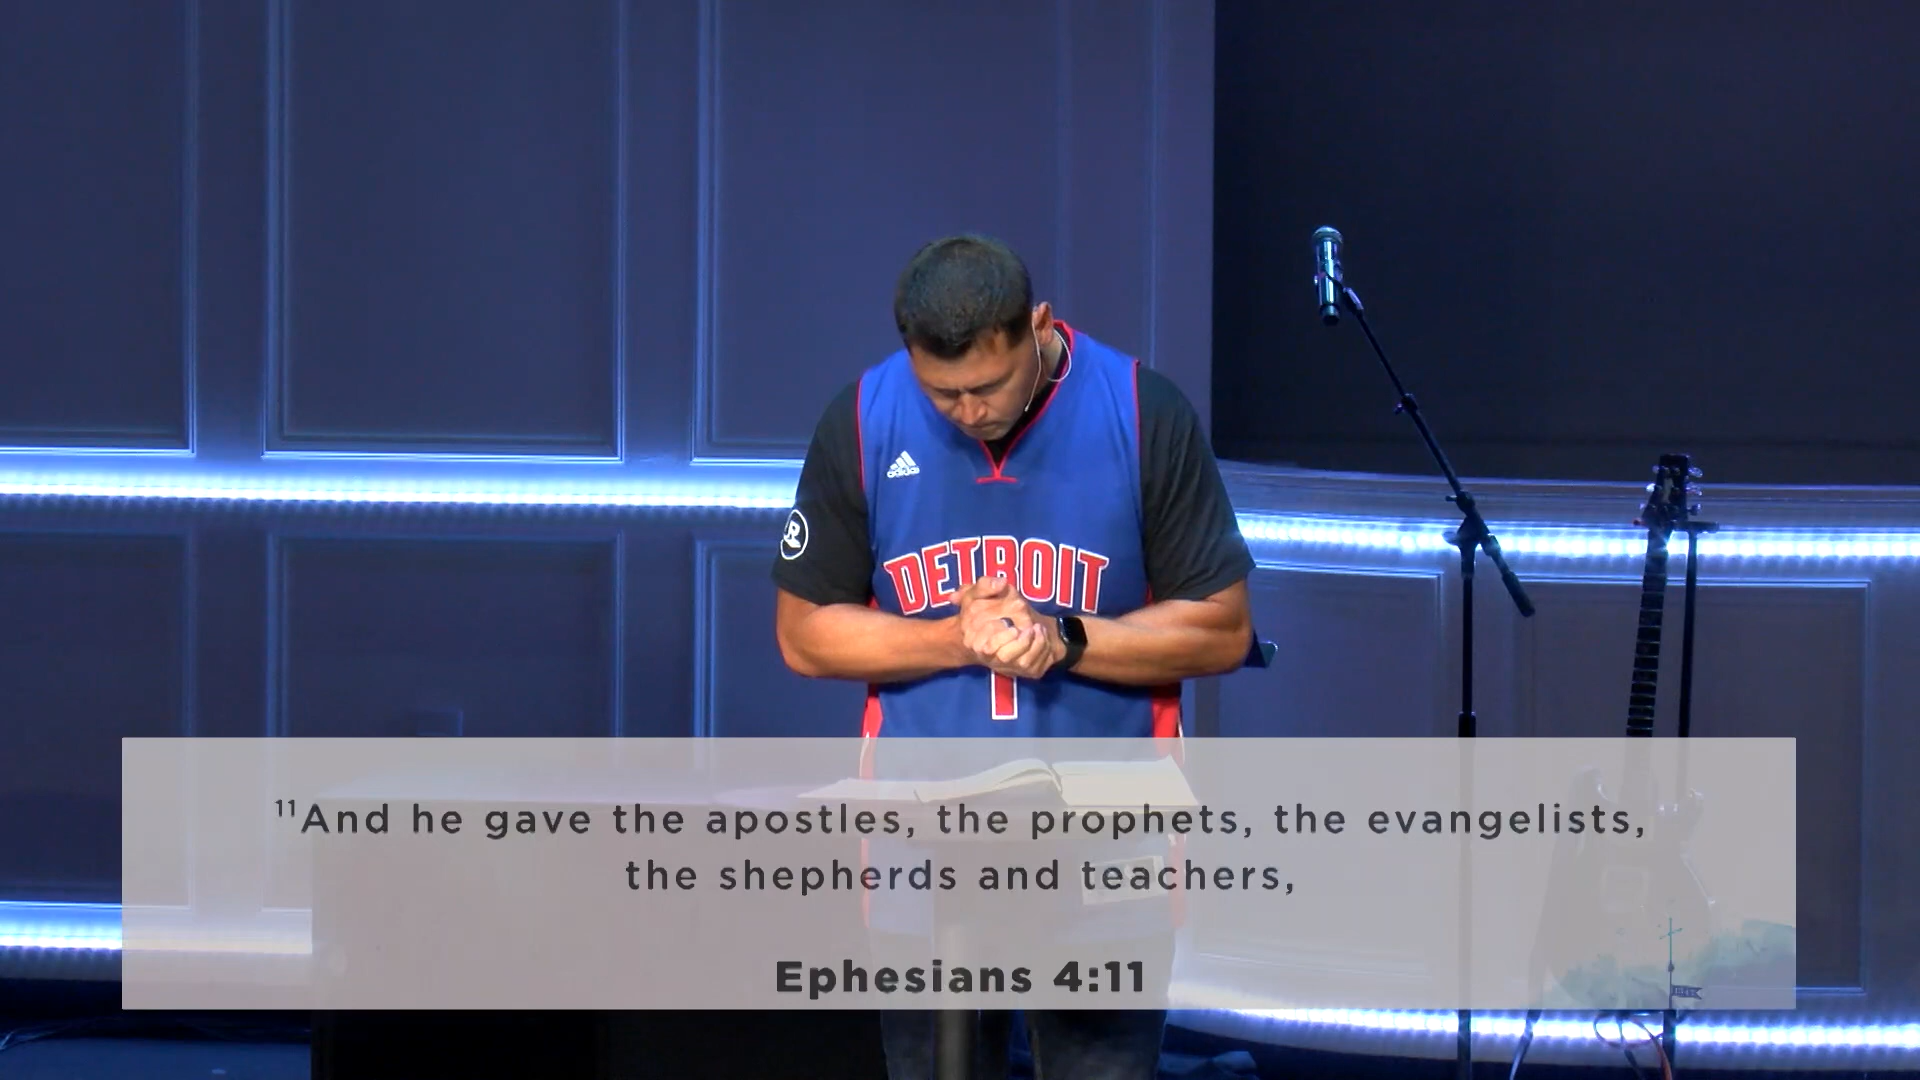 adidas
R
DETROIT
1
11And he gave the apostles, the prophets, the evangelists,
the shepherds and teachers,
Ephesians 4:11